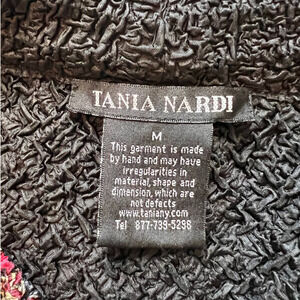 TANIA NARDI
M
This garment is made
by hand and may have
irregularities in
material, shape and
dimension, which are
not defects
www.taniany.com
Tel 877-739-5298